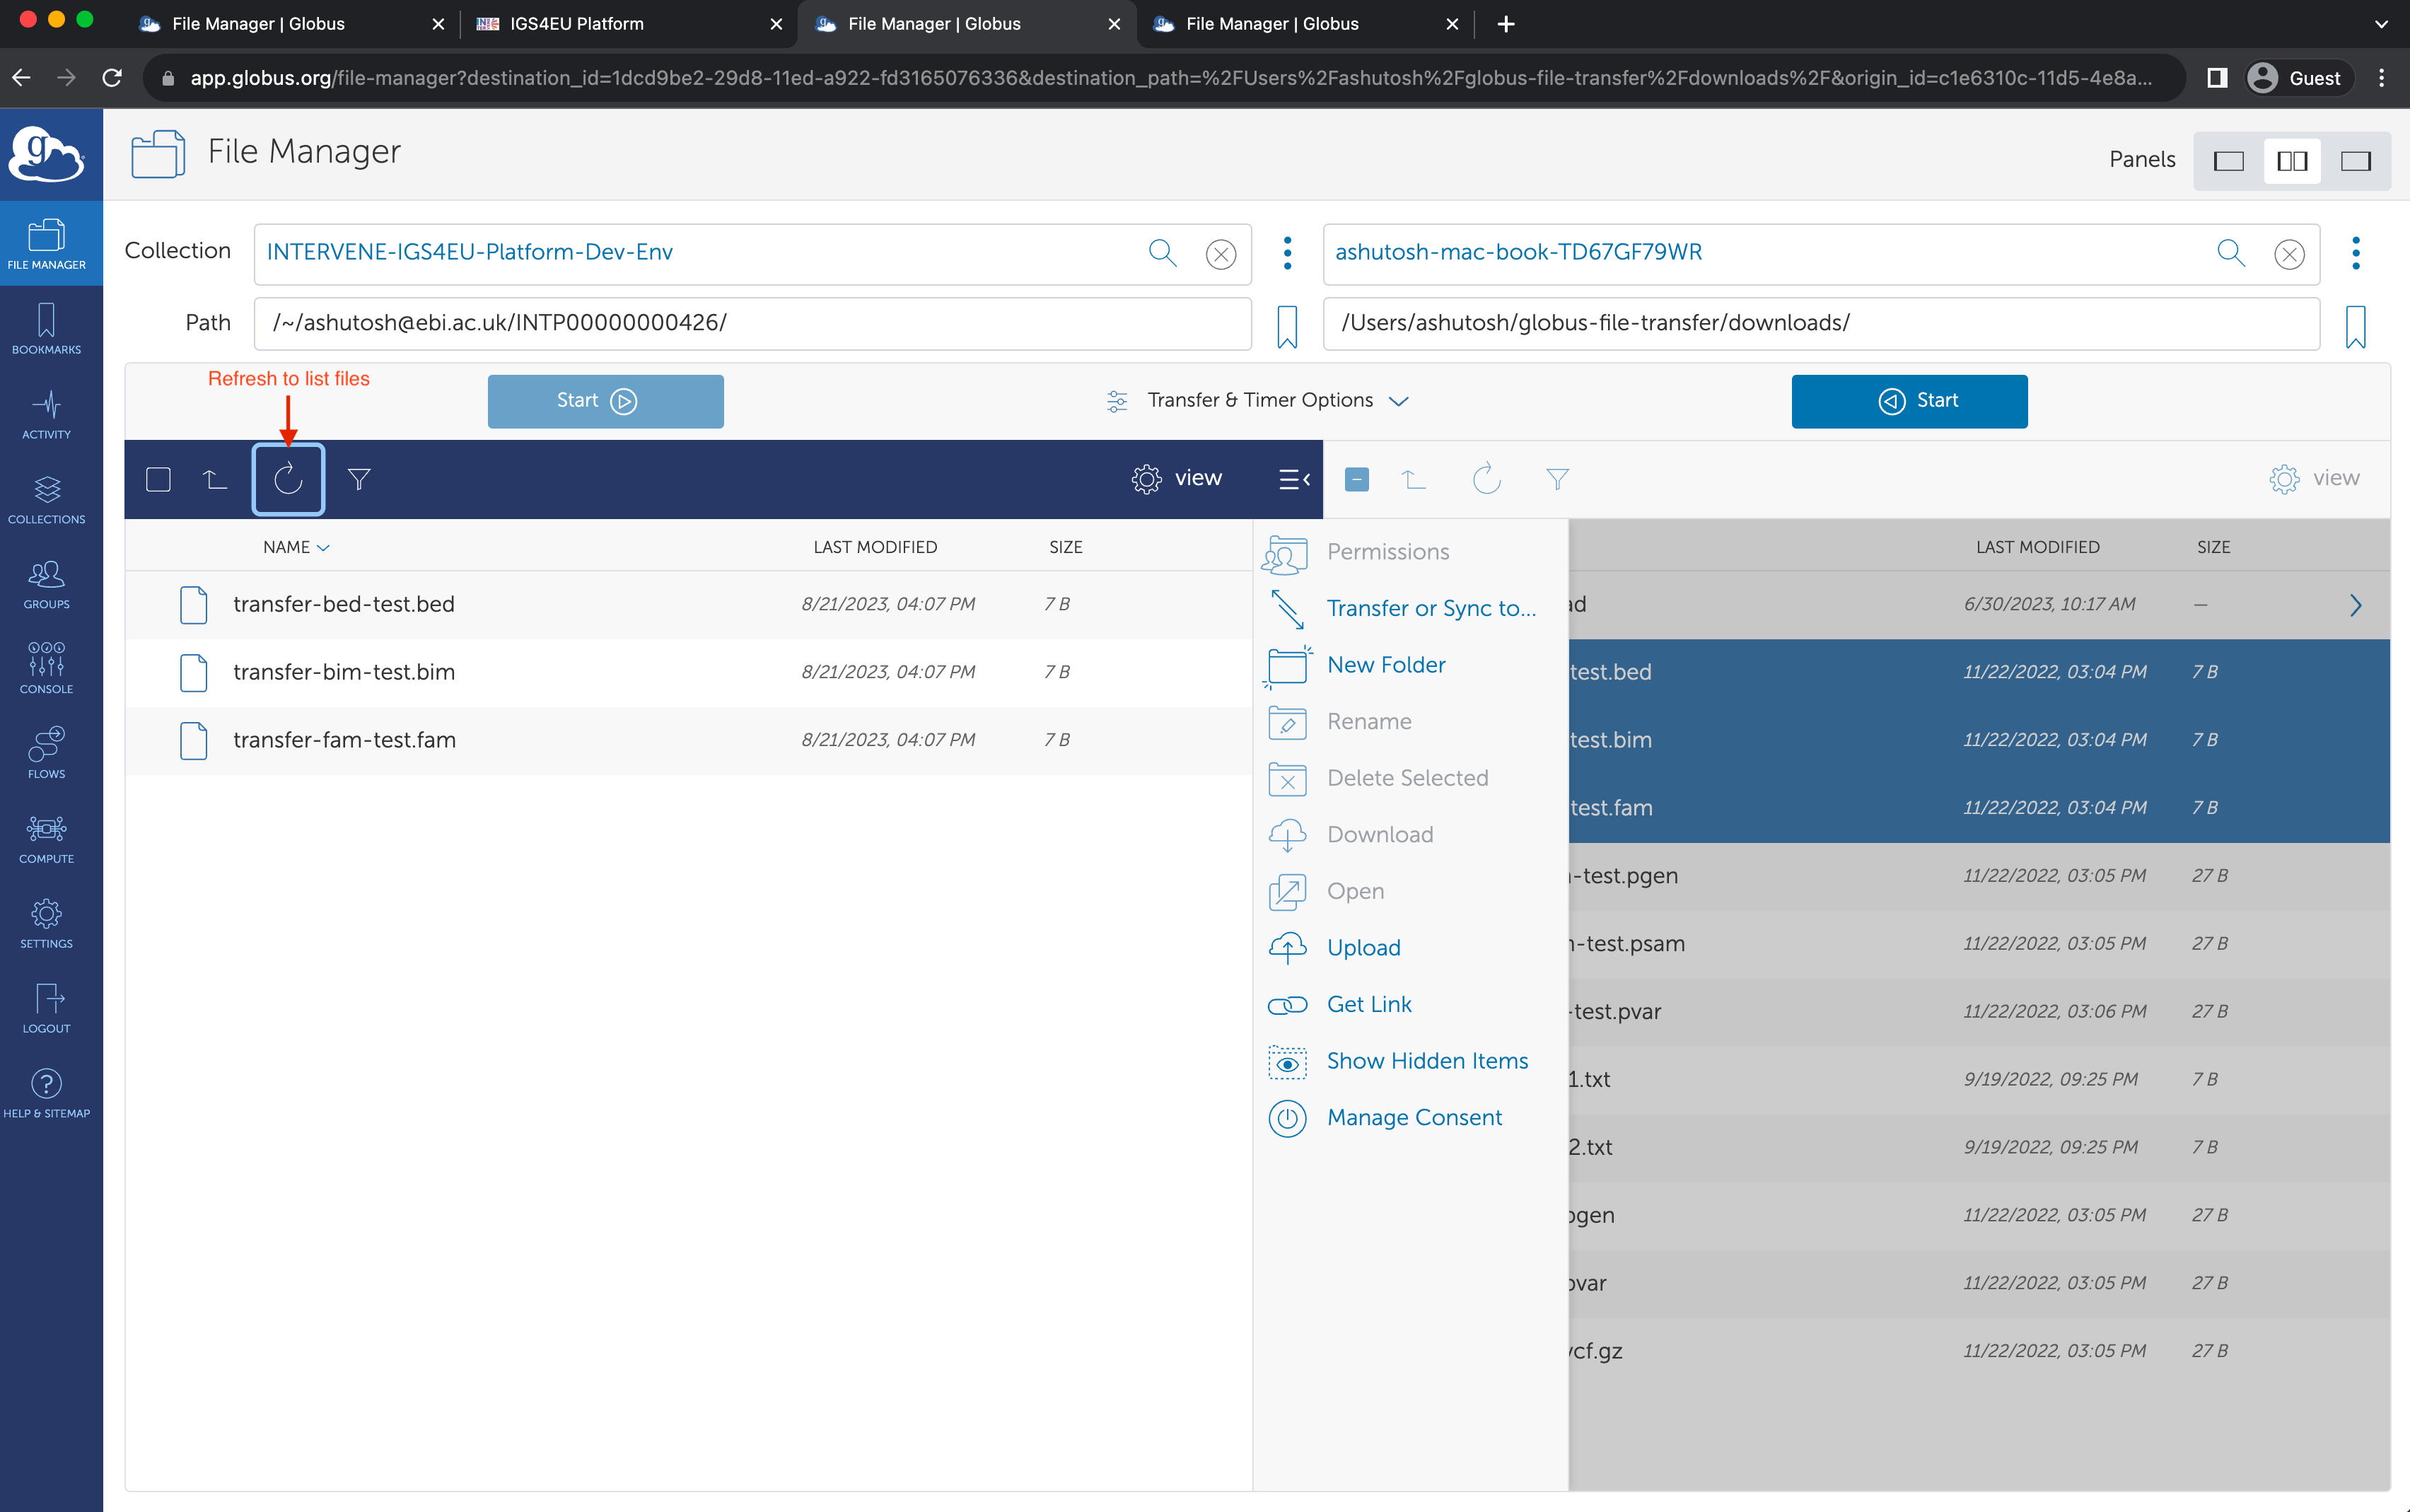 File Manager | Globus
IGS4EU Platform
File Manager | Globus
File Manager | Globus
app.globus.org/file-manager?destination_id=1dcd9be2-29d8-11ed-a922-fd3165076336&destination_path=%2FUsers%2Fashutosh%2Fglobus-file-transfer%2Fdownloads%2F&origin_id=c1e6310c-11d5-4e8a...
Guest
File Manager
Panels
FILE MANAGER
BOOKMARKS
ACTIVITY
COLLECTIONS
GROUPS
CONSOLE
FLOWS
COMPUTE
SETTINGS
LOGOUT
HELP & SITEMAP
Collection
INTERVENE-IGS4EU-Platform-Dev-Env
ashutosh-mac-book-TD67GF79WR
Path
/~/ashutosh@ebi.ac.uk/INTP00000000426/
/Users/ashutosh/globus-file-transfer/downloads/
Refresh to list files
Start
Transfer & Timer Options
Start
view
view
NAME
LAST MODIFIED
SIZE
transfer-bed-test.bed
8/21/2023, 04:07 PM
7 B
transfer-bim-test.bim
8/21/2023, 04:07 PM
7 B
transfer-fam-test.fam
8/21/2023, 04:07 PM
7 B
Permissions
Transfer or Sync to...
New Folder
Rename
Delete Selected
Download
Open
Upload
Get Link
Show Hidden Items
Manage Consent
LAST MODIFIED
SIZE
ad
6/30/2023, 10:17 AM
–
test.bed
11/22/2022, 03:04 PM
7 B
test.bim
11/22/2022, 03:04 PM
7 B
test.fam
11/22/2022, 03:04 PM
7 B
-test.pgen
11/22/2022, 03:05 PM
27 B
-test.psam
11/22/2022, 03:05 PM
27 B
-test.pvar
11/22/2022, 03:06 PM
27 B
1.txt
9/19/2022, 09:25 PM
7 B
2.txt
9/19/2022, 09:25 PM
7 B
pgen
11/22/2022, 03:05 PM
27 B
pvar
11/22/2022, 03:05 PM
27 B
vcf.gz
11/22/2022, 03:05 PM
27 B